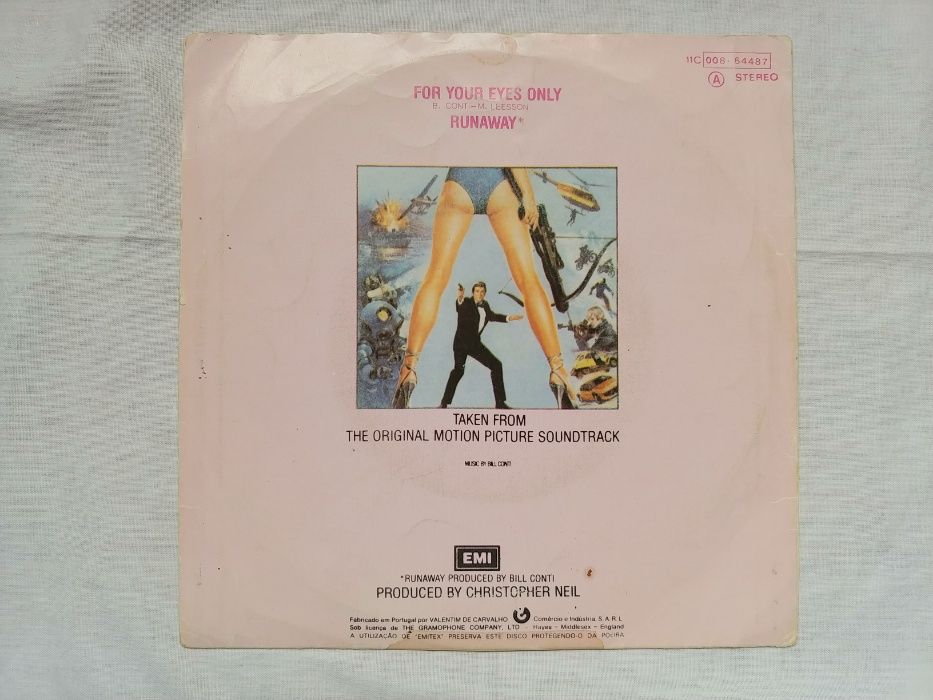 11C 008-64487
A STEREO
FOR YOUR EYES ONLY
B. CONT -M. LEESSON
RUNAWAY*
TAKEN FROM
THE ORIGINAL MOTION PICTURE SOUNDTRACK
MUSIC BY BILL CONTI
EMI
*RUNAWAY PRODUCED BY BILL CONTI
PRODUCED BY CHRISTOPHER NEIL
Fabricado em Portugal por VALENTIM DE CARVALHO Comércio e Indústria, S.A.R.L
Sob licença de THE GRAMOPHONE COMPANY, LTD - Hayes - Middlesex - England
A UTILIZAÇÃO DE "EMITEX" PRESERVA ESTE DISCO PROTEGENDO-O DA POEIRA